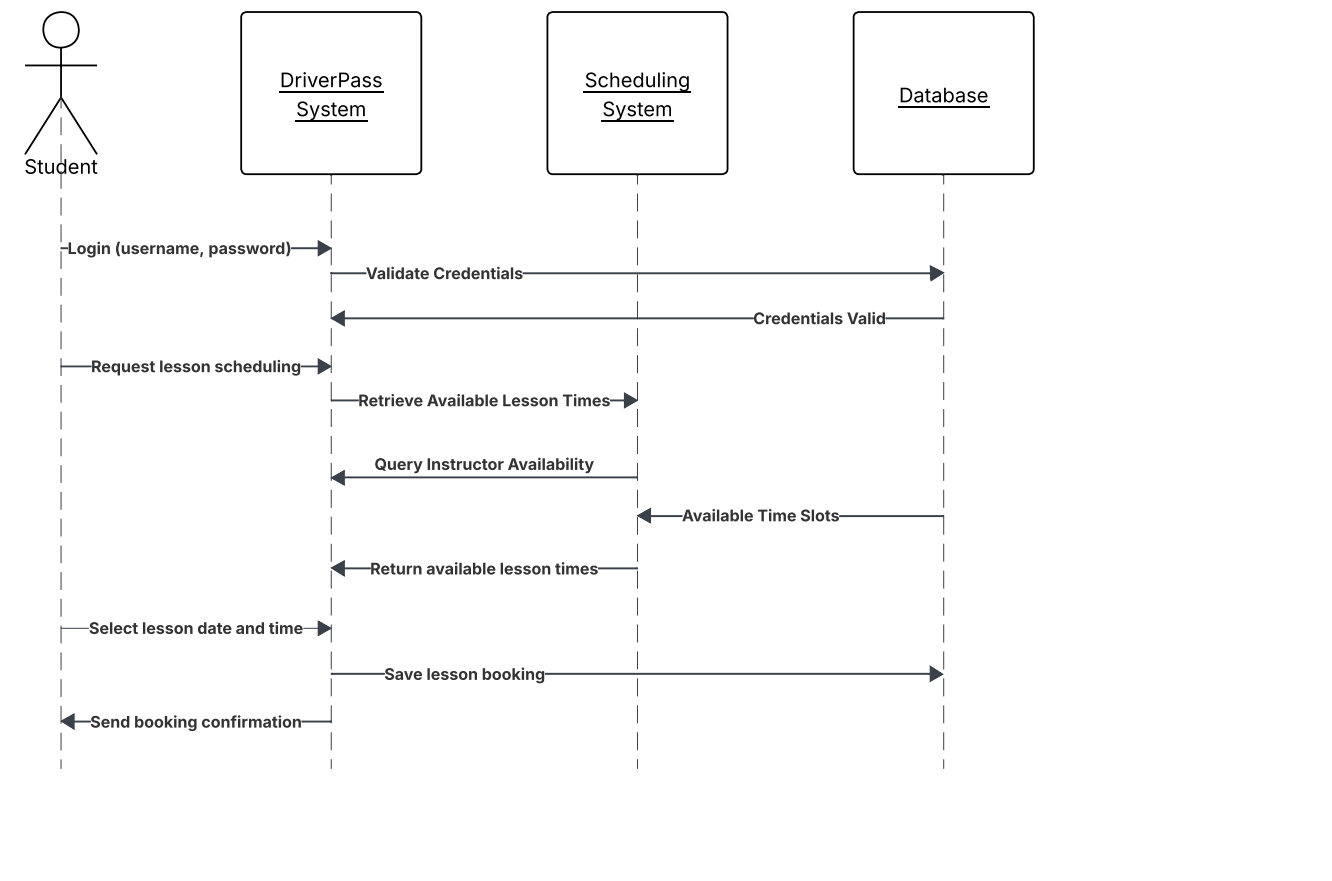 DriverPass
System
Scheduling
System
Database
Student
Login (username, password)
Validate Credentials
Credentials Valid
Request lesson scheduling
Retrieve Available Lesson Times
Query Instructor Availability
Available Time Slots
Return available lesson times
Select lesson date and time
Save lesson booking
Send booking confirmation